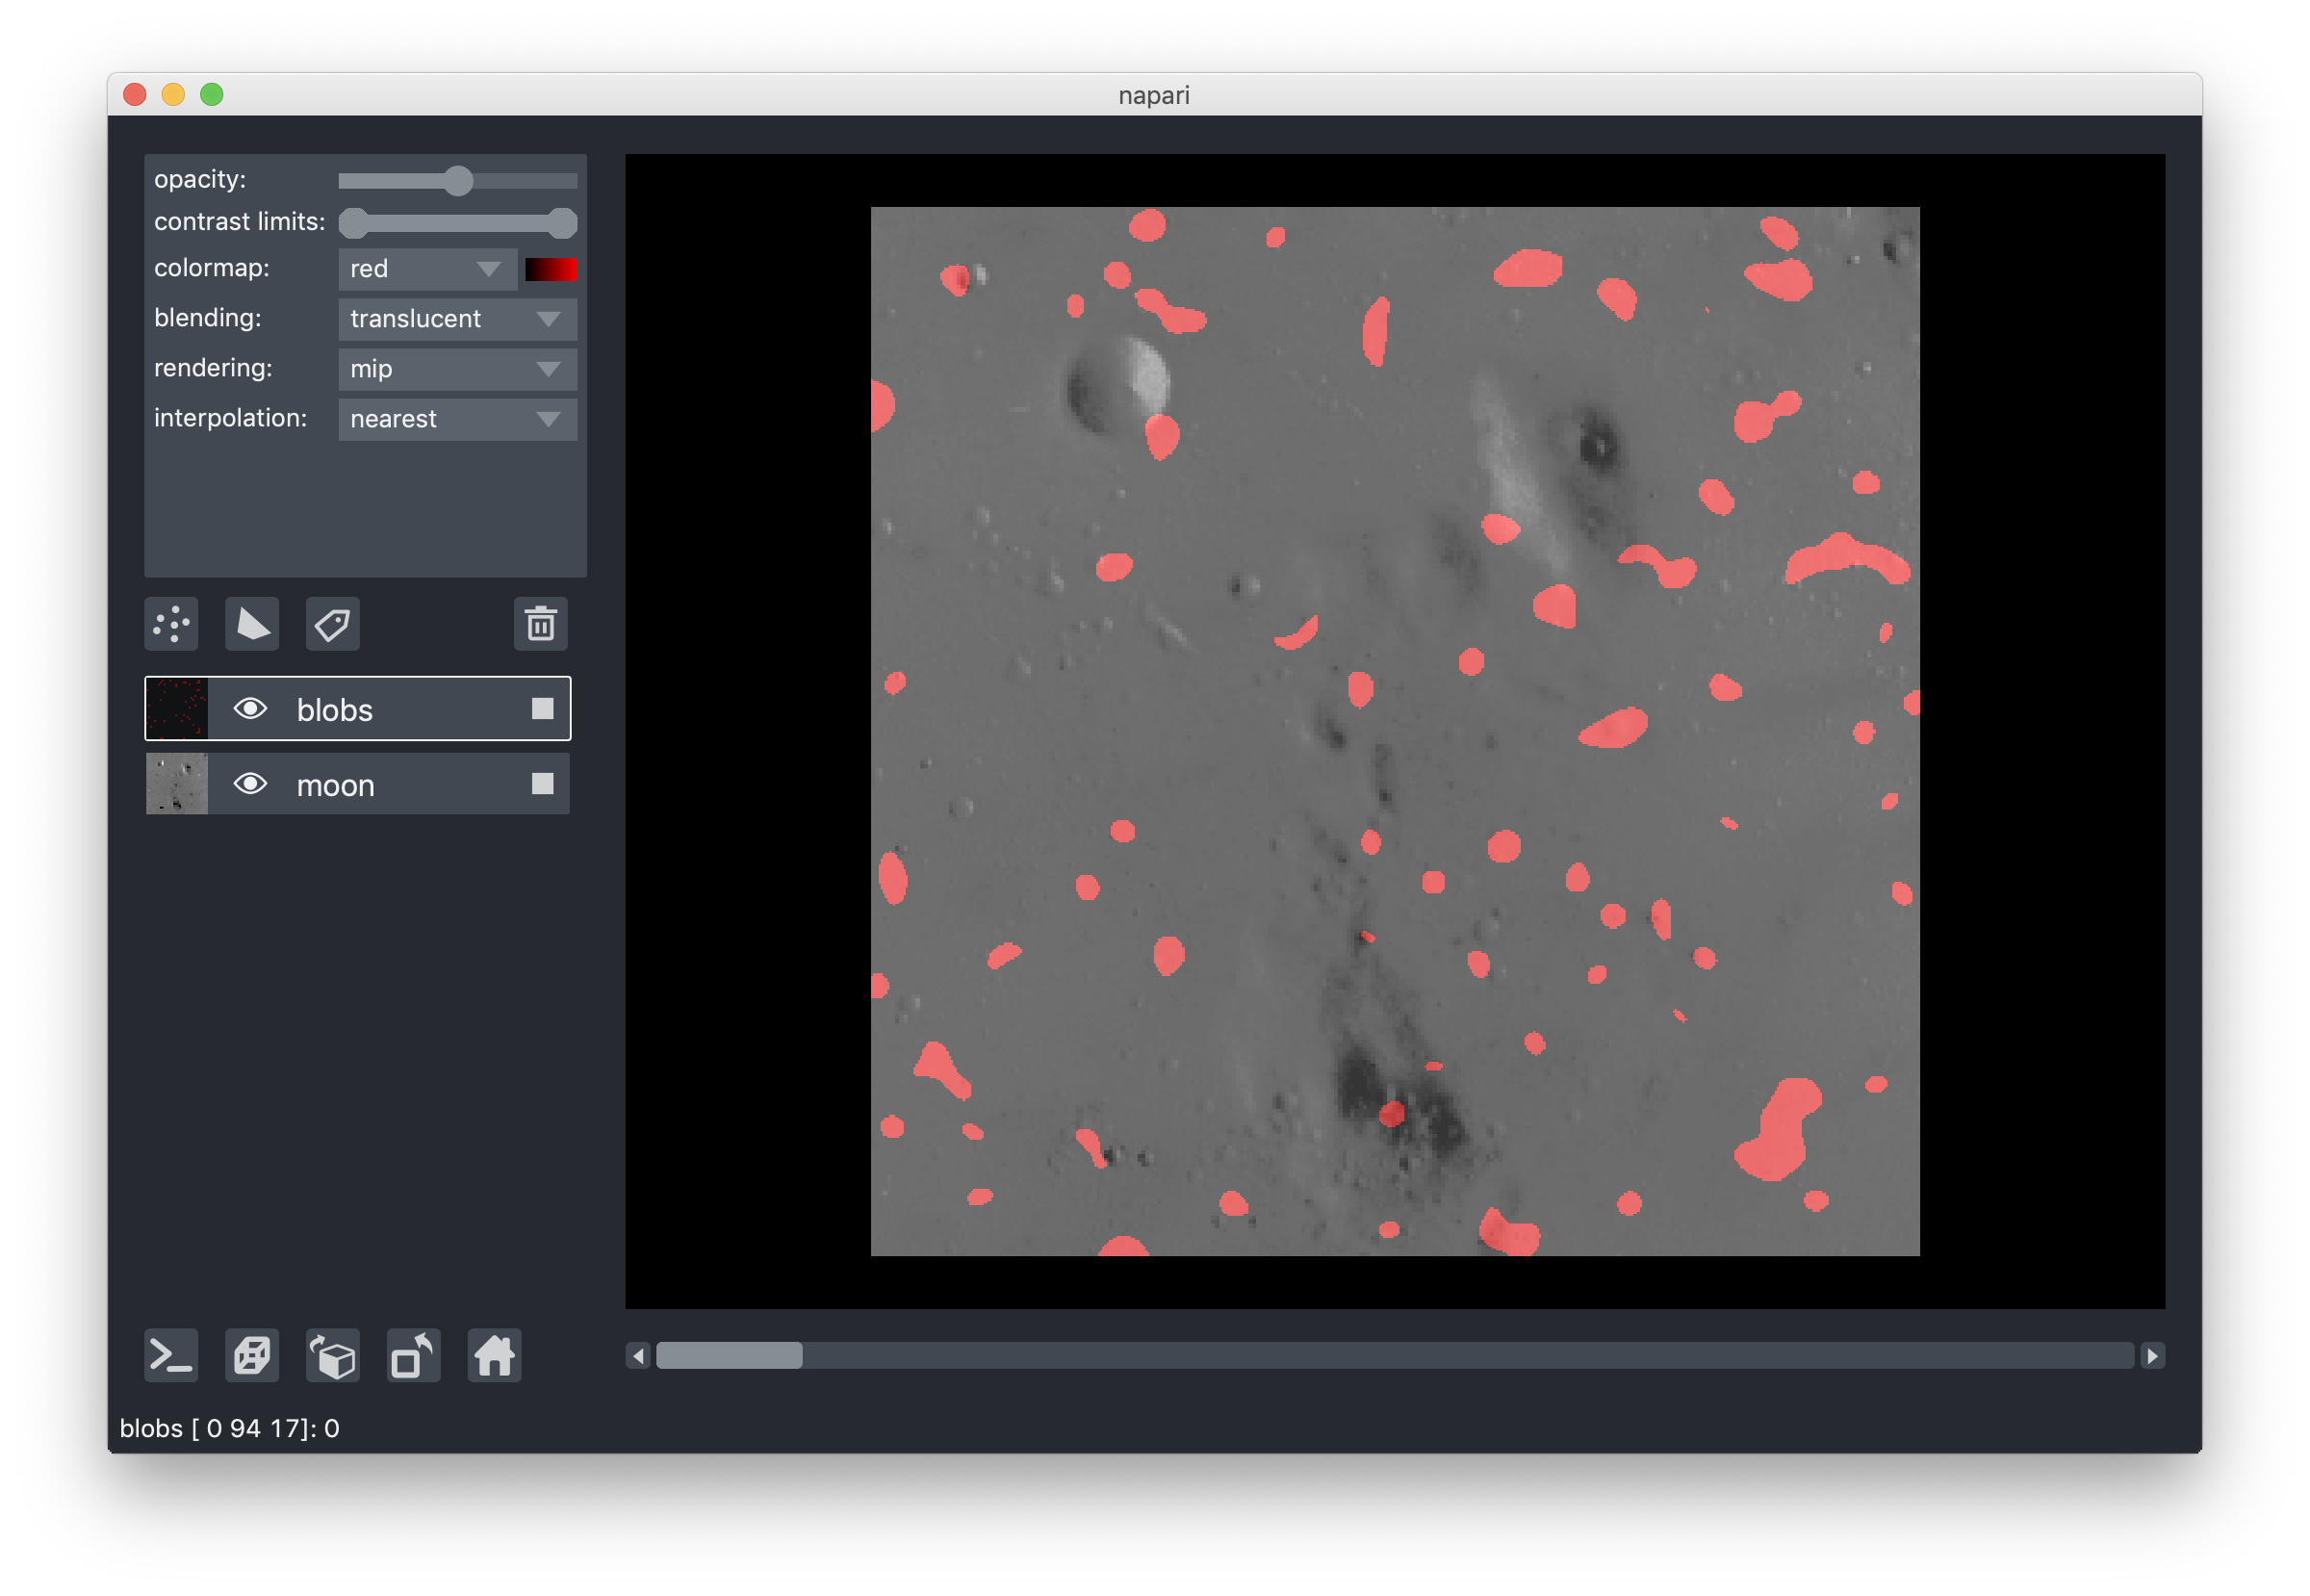 napari
opacity:
contrast limits:
colormap: red
blending: translucent
rendering: mip
interpolation: nearest
blobs
moon
blobs [ 0 94 17]: 0